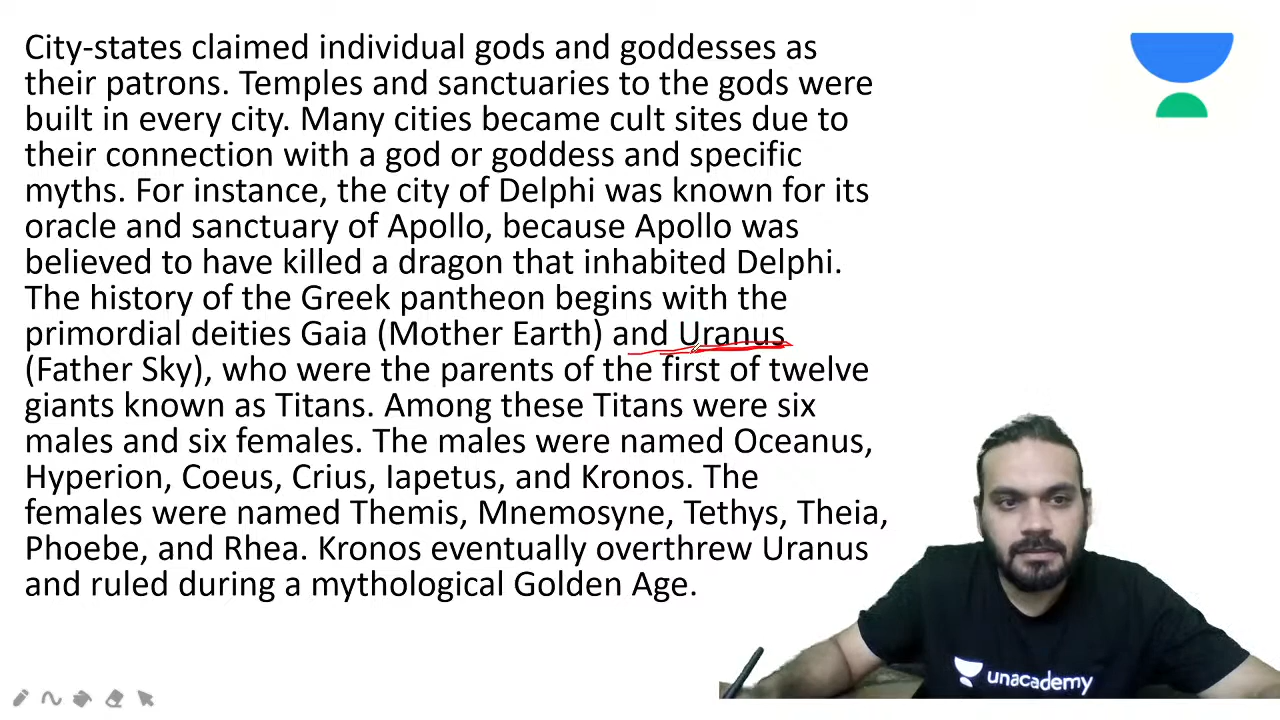 City-states claimed individual gods and goddesses as
their patrons. Temples and sanctuaries to the gods were
built in every city. Many cities became cult sites due to
their connection with a god or goddess and specific
myths. For instance, the city of Delphi was known for its
oracle and sanctuary of Apollo, because Apollo was
believed to have killed a dragon that inhabited Delphi.
The history of the Greek pantheon begins with the
primordial deities Gaia (Mother Earth) and Uranus
(Father Sky), who were the parents of the first of twelve
giants known as Titans. Among these Titans were six
males and six females. The males were named Oceanus,
Hyperion, Coeus, Crius, Iapetus, and Kronos. The
females were named Themis, Mnemosyne, Tethys, Theia,
Phoebe, and Rhea. Kronos eventually overthrew Uranus
and ruled during a mythological Golden Age.
unacademy